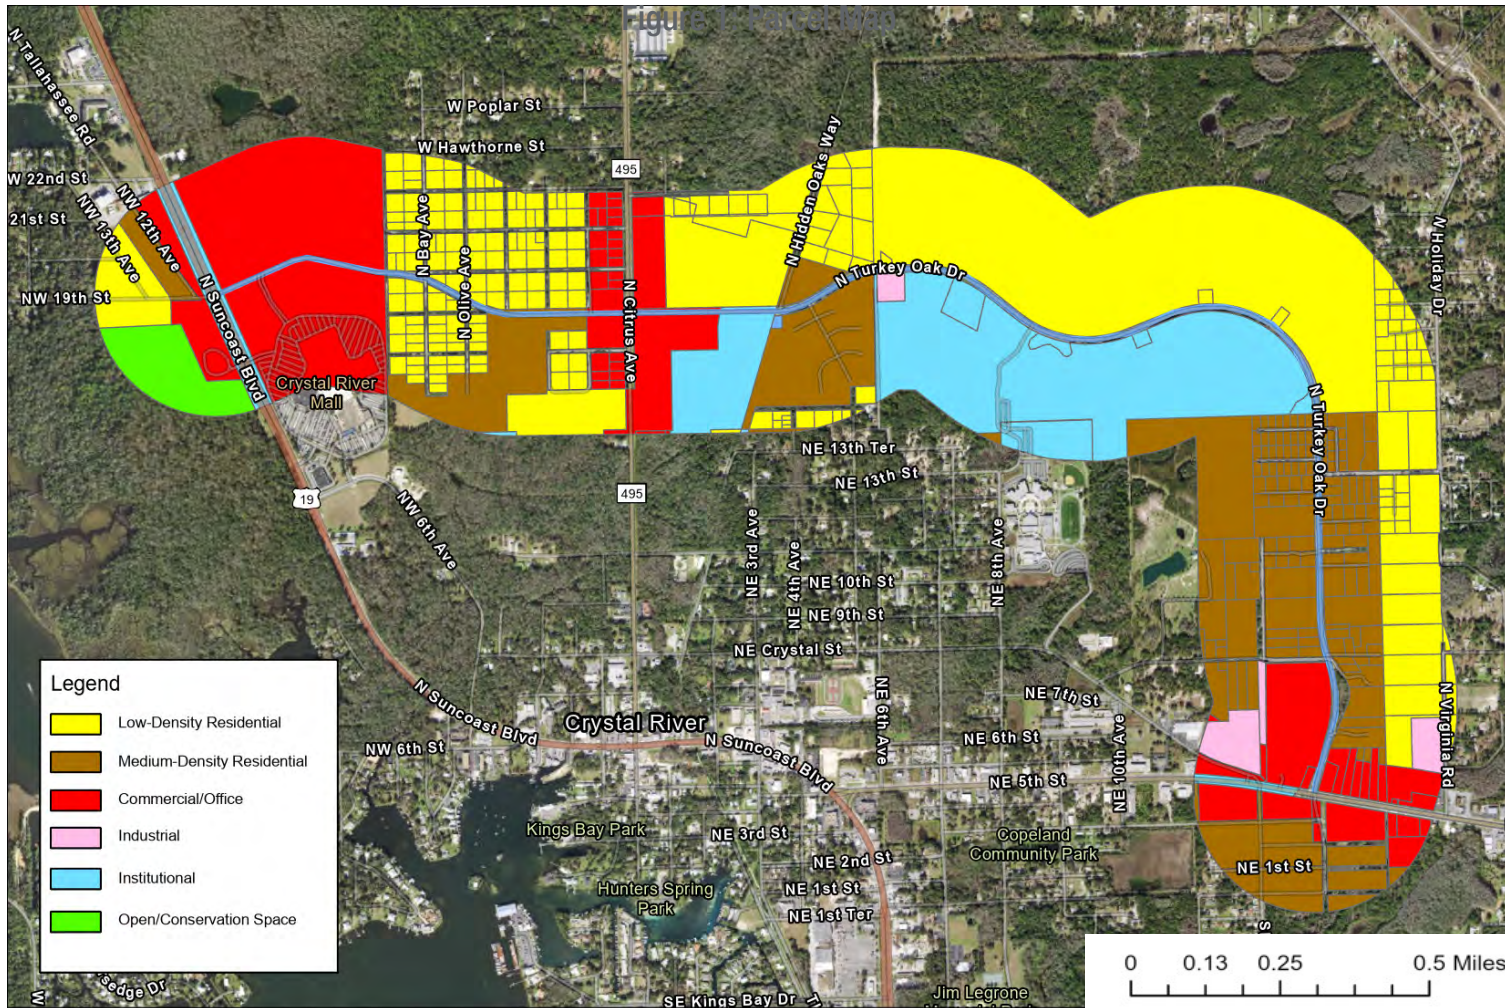 Figure 1: Parcel Map
N Tallahassee Rd
W Poplar St
W Hawthorne St
495
W 22nd St
21st St
NW 13th Ave
NW 12th Ave
NW 19th St
N Suncoast Blvd
N Bay Ave
N Olive Ave
N Citrus Ave
N Hidden Oaks Way
N Turkey Oak Dr
N Holiday Dr
Crystal River
Mall
N Turkey Oak Dr
19
495
NW 6th Ave
NE 13th Ter
NE 13th St
NE 3rd Ave
NE 4th Ave
NE 8th Ave
NE 10th St
NE 9th St
NE Crystal St
N Suncoast Blvd
NW 6th St
Crystal River
N Suncoast Blvd
NE 6th Ave
NE 7th St
NE 6th St
NE 5th St
NE 10th Ave
N Virginia Rd
Kings Bay Park
NE 3rd St
NE 2nd St
Copeland
Community Park
Hunters Spring
Park
NE 1st St
NE 1st Ter
NE 1st St
SE Kings Bay Dr
Jim Legrone
Legend
Low-Density Residential
Medium-Density Residential
Commercial/Office
Industrial
Institutional
Open/Conservation Space
sedge Dr
W
0 0.13 0.25 0.5 Miles